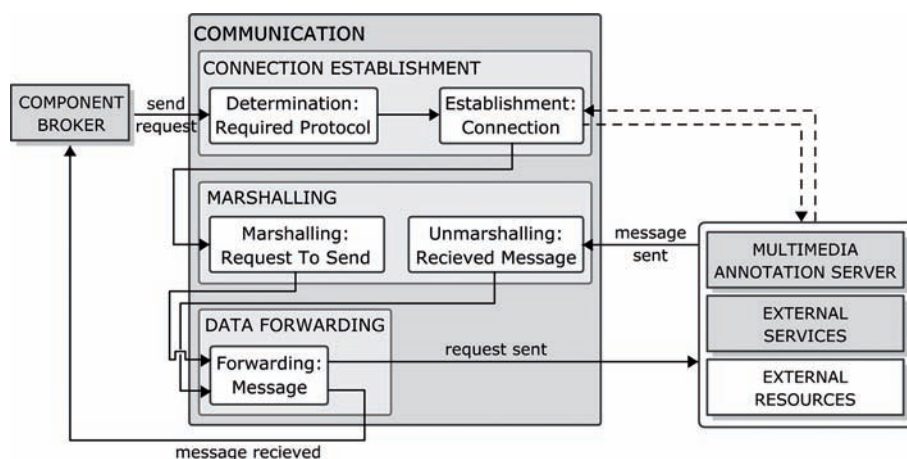 COMMUNICATION
CONNECTION ESTABLISHMENT
COMPONENT
BROKER
send
request
Determination:
Required Protocol
Establishment:
Connection
MARSHALLING
Marshalling:
Request To Send
Unmarshalling:
Recieved Message
message
sent
MULTIMEDIA
ANNOTATION SERVER
EXTERNAL
SERVICES
EXTERNAL
RESOURCES
DATA FORWARDING
Forwarding:
Message
request sent
message recieved